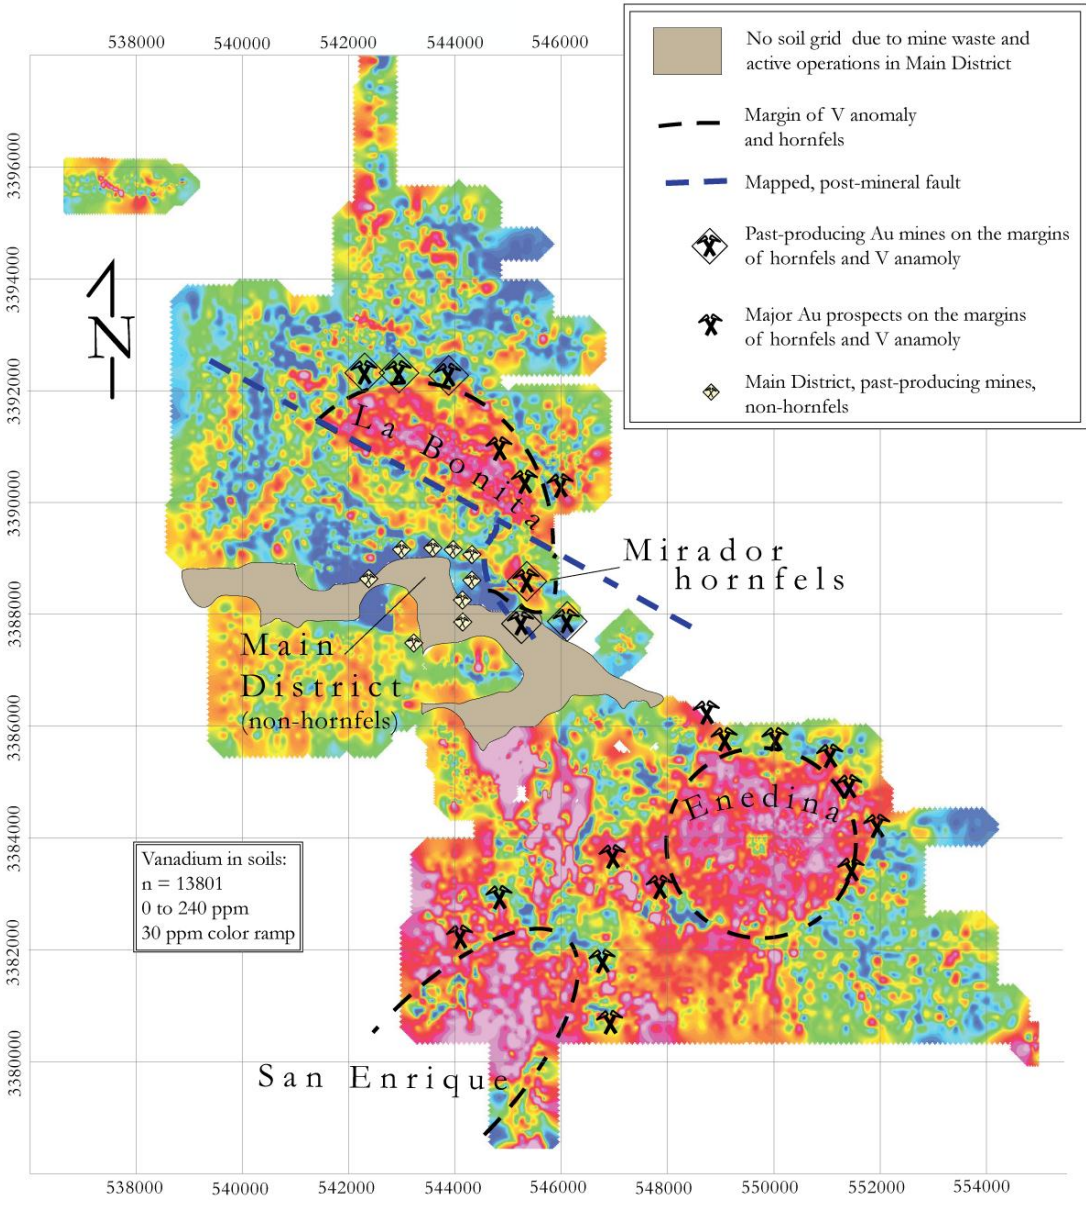 538000 540000 542000 544000 546000
No soil grid due to mine waste and
active operations in Main District
Margin of V anomaly
and hornfels
Mapped, post-mineral fault
Past-producing Au mines on the margins
of hornfels and V anamoly
Major Au prospects on the margins
of hornfels and V anamoly
Main District, past-producing mines,
non-hornfels
3396000
3394000
3392000
3390000
3388000
3386000
3384000
3382000
3380000
N
La Bonita
Mirador
hornfels
Main
District
(non-hornfels)
Enedina
Vanadium in soils:
n = 13801
0 to 240 ppm
30 ppm color ramp
San Enrique
538000 540000 542000 544000 546000 548000 550000 552000 554000